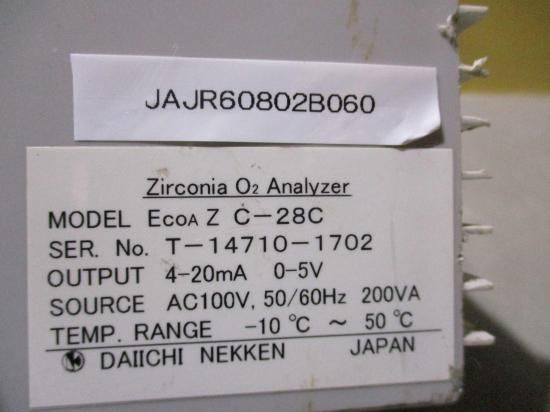 JAJR60802B060
Zirconia O₂ Analyzer
MODEL EcoA Z C-28C
SER. No. T-14710-1702
OUTPUT 4-20mA 0-5V
SOURCE AC100V, 50/60Hz 200VA
TEMP. RANGE -10 ℃ ~ 50 ℃
DAIICHI NEKKEN JAPAN